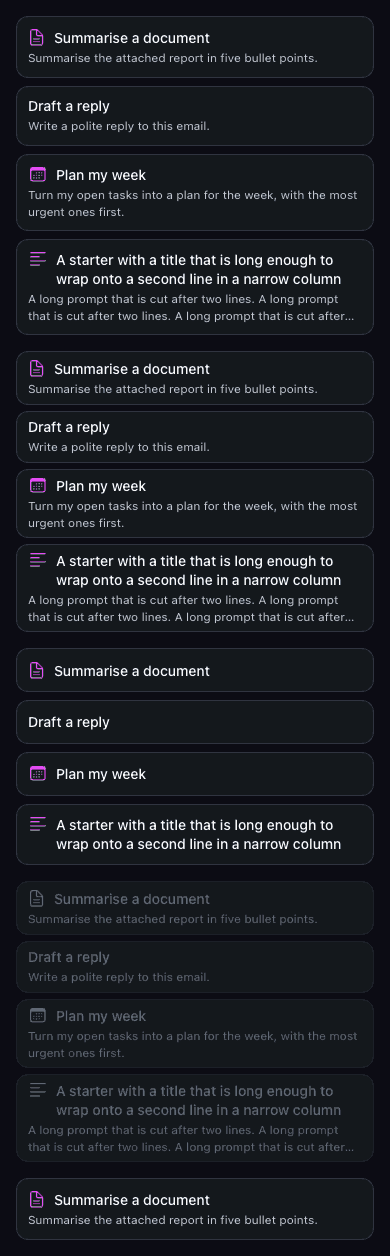 Summarise a document
Summarise the attached report in five bullet points.
Draft a reply
Write a polite reply to this email.
Plan my week
Turn my open tasks into a plan for the week, with the most
urgent ones first.
A starter with a title that is long enough to
wrap onto a second line in a narrow column
A long prompt that is cut after two lines. A long prompt
that is cut after two lines. A long prompt that is cut after…
Summarise a document
Summarise the attached report in five bullet points.
Draft a reply
Write a polite reply to this email.
Plan my week
Turn my open tasks into a plan for the week, with the most
urgent ones first.
A starter with a title that is long enough to
wrap onto a second line in a narrow column
A long prompt that is cut after two lines. A long prompt
that is cut after two lines. A long prompt that is cut after…
Summarise a document
Draft a reply
Plan my week
A starter with a title that is long enough to
wrap onto a second line in a narrow column
Summarise a document
Summarise the attached report in five bullet points.
Draft a reply
Write a polite reply to this email.
Plan my week
Turn my open tasks into a plan for the week, with the most
urgent ones first.
A starter with a title that is long enough to
wrap onto a second line in a narrow column
A long prompt that is cut after two lines. A long prompt
that is cut after two lines. A long prompt that is cut after…
Summarise a document
Summarise the attached report in five bullet points.